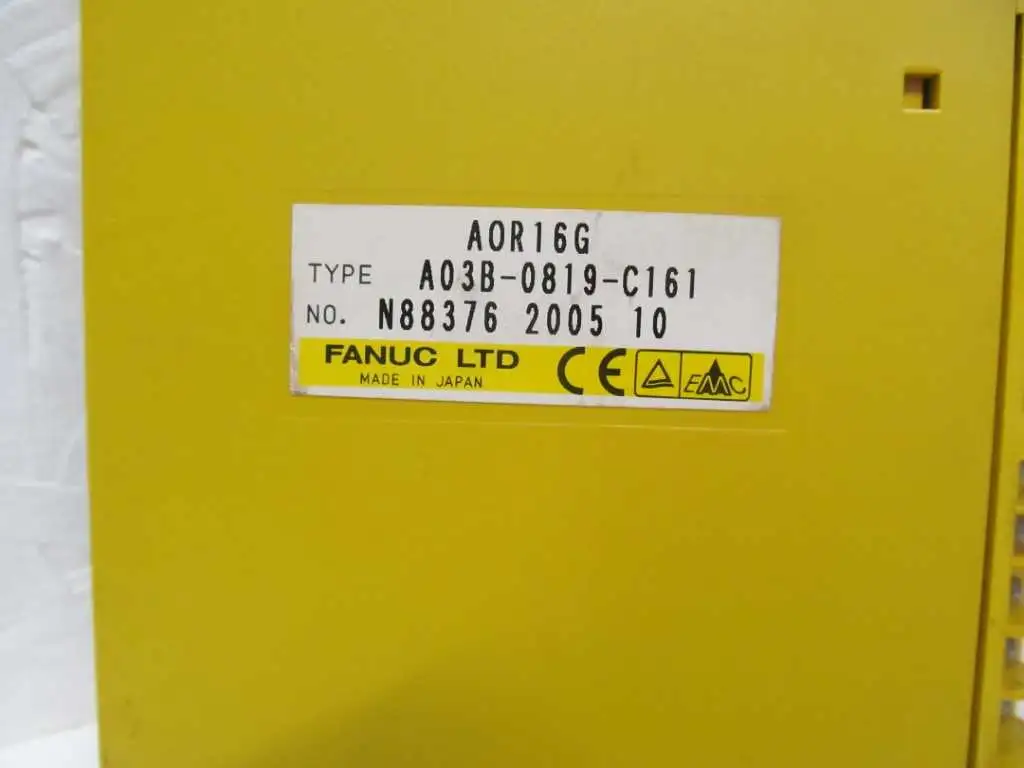 AOR16G
TYPE A03B-0819-C161
NO. N88376 2005 10
FANUC LTD CE EMC
MADE IN JAPAN